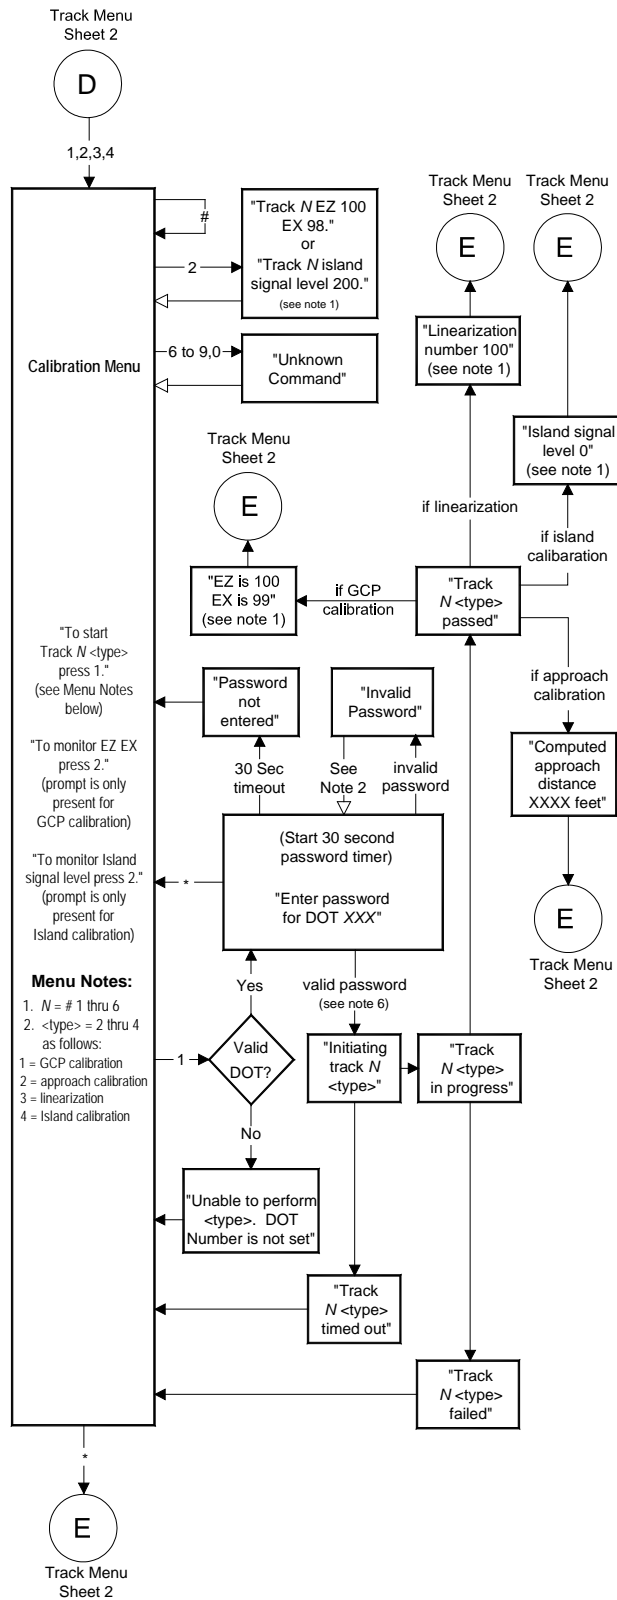 Track Menu
Sheet 2
D
1,2,3,4
#
"Track N EZ 100
EX 98."
or
"Track N island
signal level 200."
(see note 1)
2
Calibration Menu
6 to 9,0
"Unknown
Command"
Track Menu
Sheet 2
E
Track Menu
Sheet 2
E
"Linearization
number 100"
(see note 1)
"Island signal
level 0"
(see note 1)
Track Menu
Sheet 2
E
if linearization
if island
calibaration
"EZ is 100
EX is 99"
(see note 1)
if GCP
calibration
"Track
N <type>
passed"
"To start
Track N <type>
press 1."
(see Menu Notes
below)
"Password
not
entered"
"Invalid
Password"
if approach
calibration
"To monitor EZ EX
press 2."
(prompt is only
present for
GCP calibration)
30 Sec
timeout
See
Note 2
invalid
password
"Computed
approach
distance
XXXX feet"
(Start 30 second
password timer)
"Enter password
for DOT XXX"
"To monitor Island
signal level press 2."
(prompt is only
present for
Island calibration)
*
E
Track Menu
Sheet 2
Menu Notes:
1. N = # 1 thru 6
2. <type> = 2 thru 4
as follows:
1 = GCP calibration
2 = approach calibration
3 = linearization
4 = Island calibration
Yes
valid password
(see note 6)
1
Valid
DOT?
"Initiating
track N
<type>"
"Track
N <type>
in progress"
No
"Unable to perform
<type>. DOT
Number is not set"
"Track
N <type>
timed out"
"Track
N <type>
failed"
*
E
Track Menu
Sheet 2